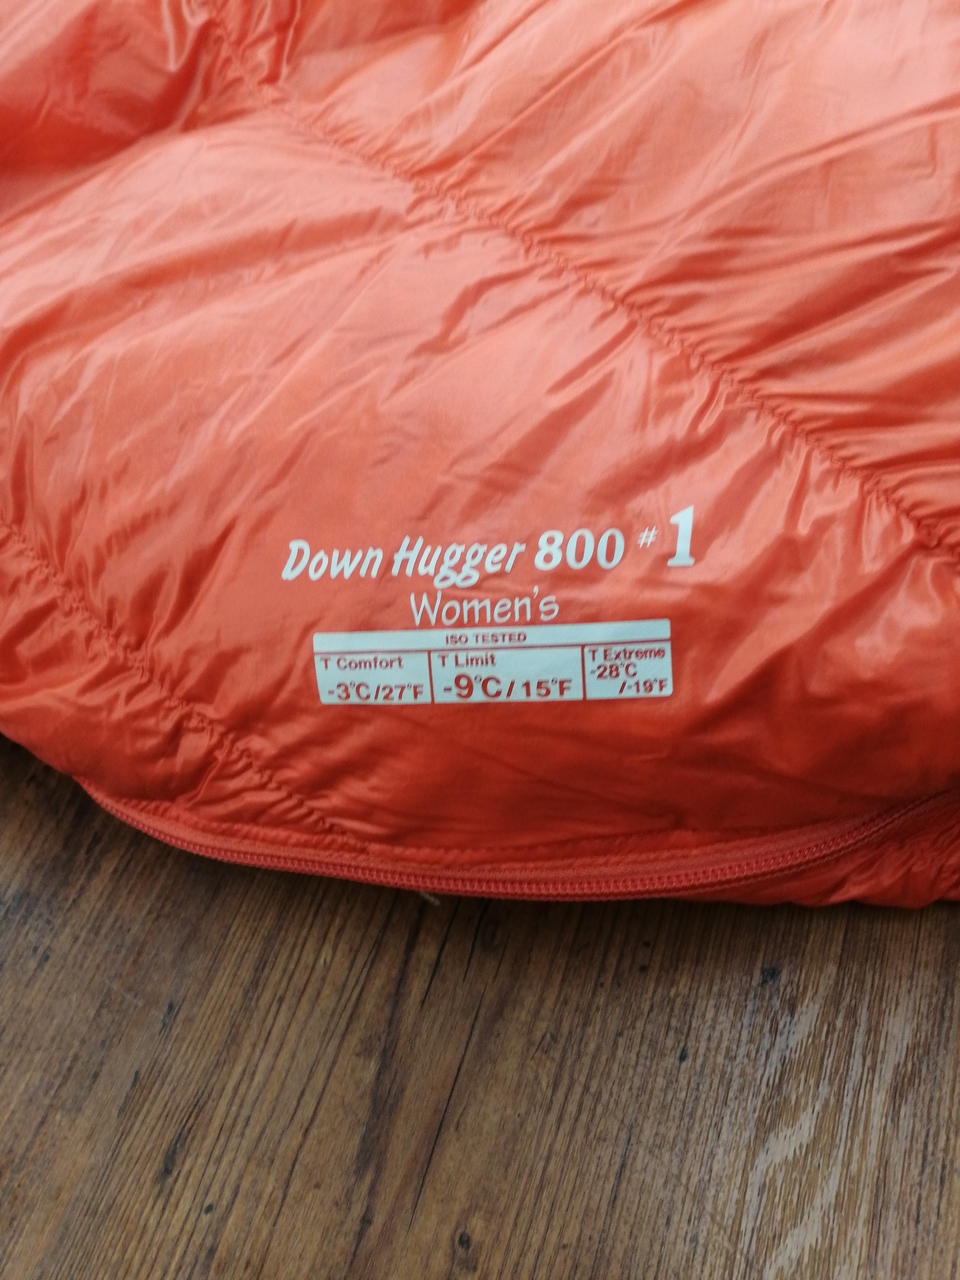 Down Hugger 800 # 1
Women's
ISO TESTED
T Comfort
-3°C/27°F
T Limit
-9°C/15°F
T Extreme
-28°C
/-19°F